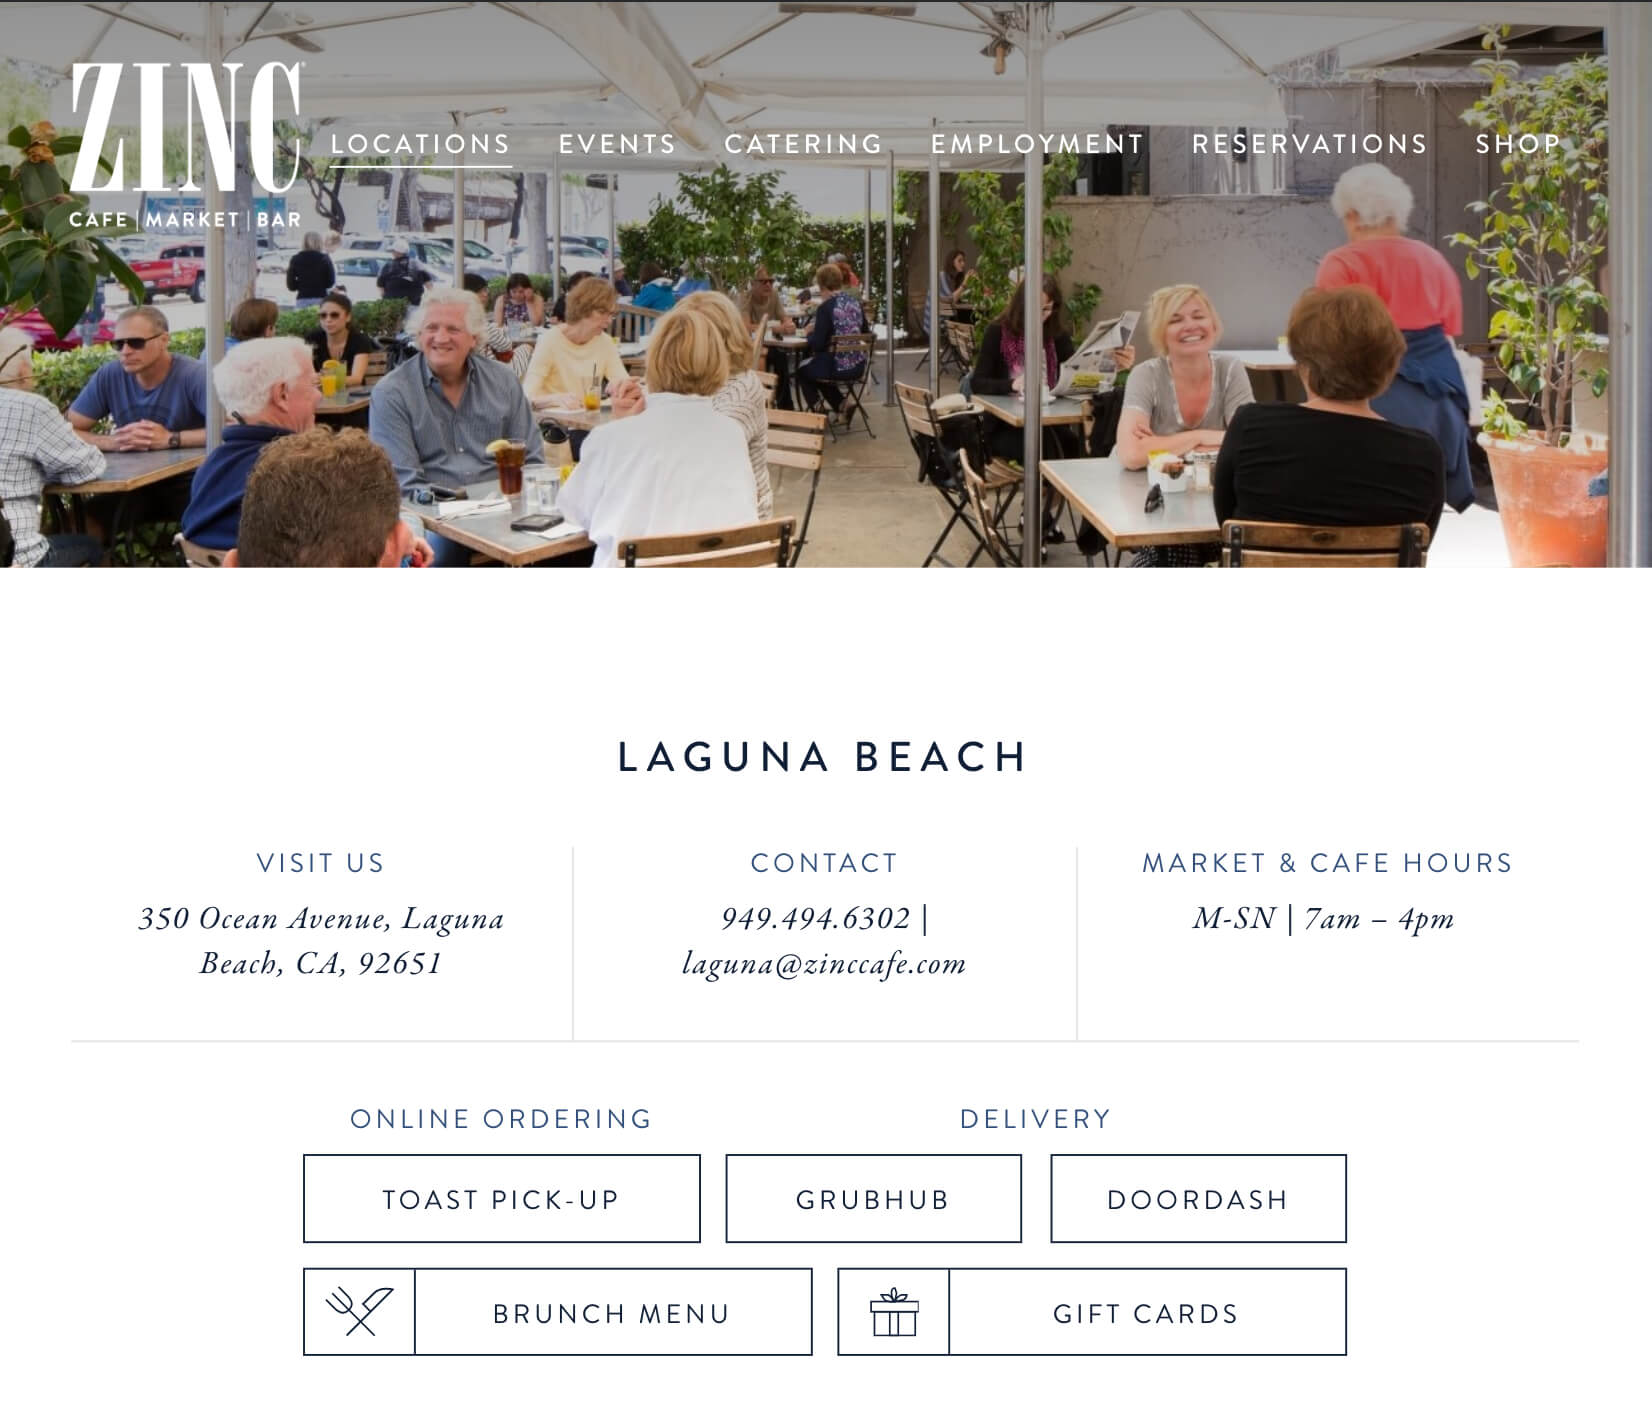 ZINC
CAFE | MARKET | BAR
LOCATIONS EVENTS CATERING EMPLOYMENT RESERVATIONS SHOP
LAGUNA BEACH
VISIT US
350 Ocean Avenue, Laguna
Beach, CA, 92651
CONTACT
949.494.6302 |
laguna@zinccafe.com
MARKET & CAFE HOURS
M-SN | 7am – 4pm
ONLINE ORDERING
TOAST PICK-UP
DELIVERY
GRUBHUB
DOORDASH
BRUNCH MENU
GIFT CARDS